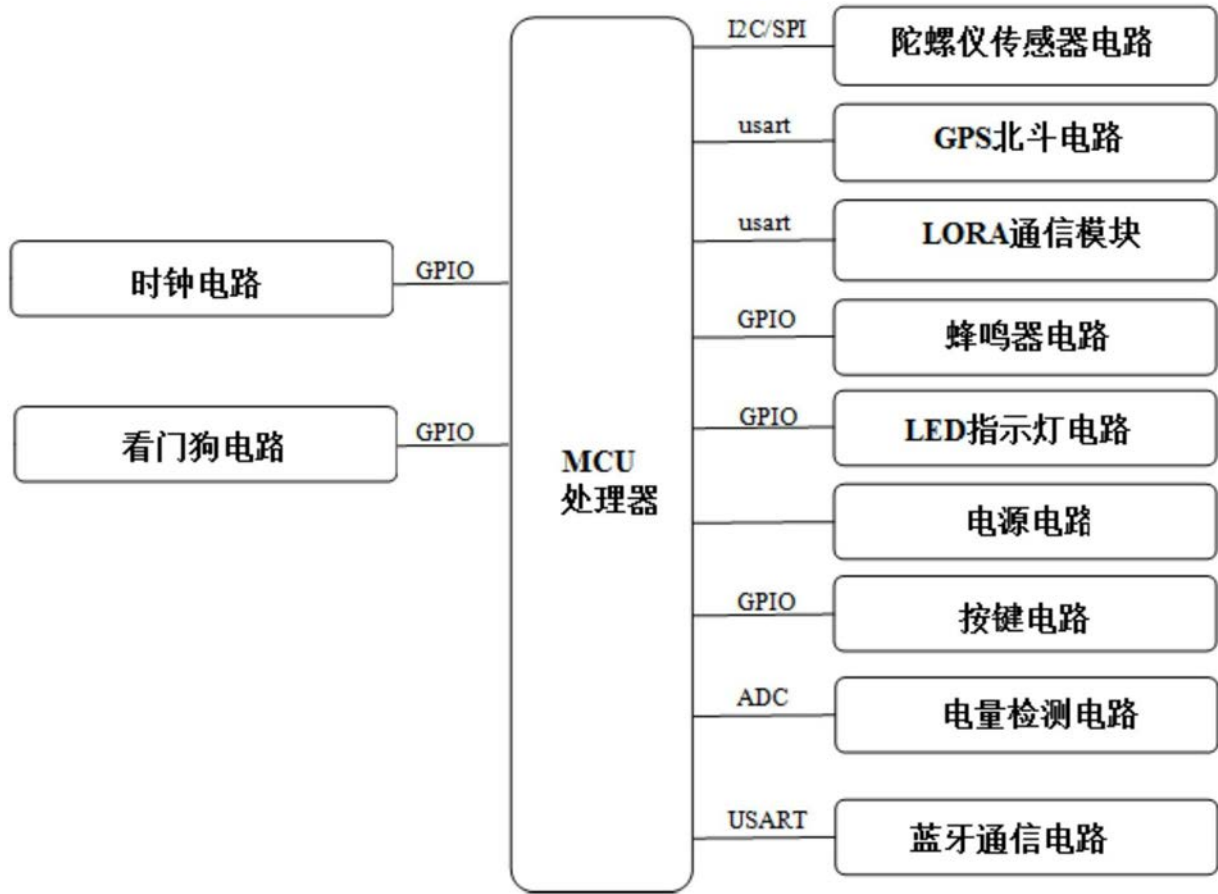 I2C/SPI
陀螺仪传感器电路
usart
GPS北斗电路
usart
LORA通信模块
时钟电路
GPIO
GPIO
蜂鸣器电路
看门狗电路
GPIO
GPIO
LED指示灯电路
MCU
处理器
电源电路
GPIO
按键电路
ADC
电量检测电路
USART
蓝牙通信电路